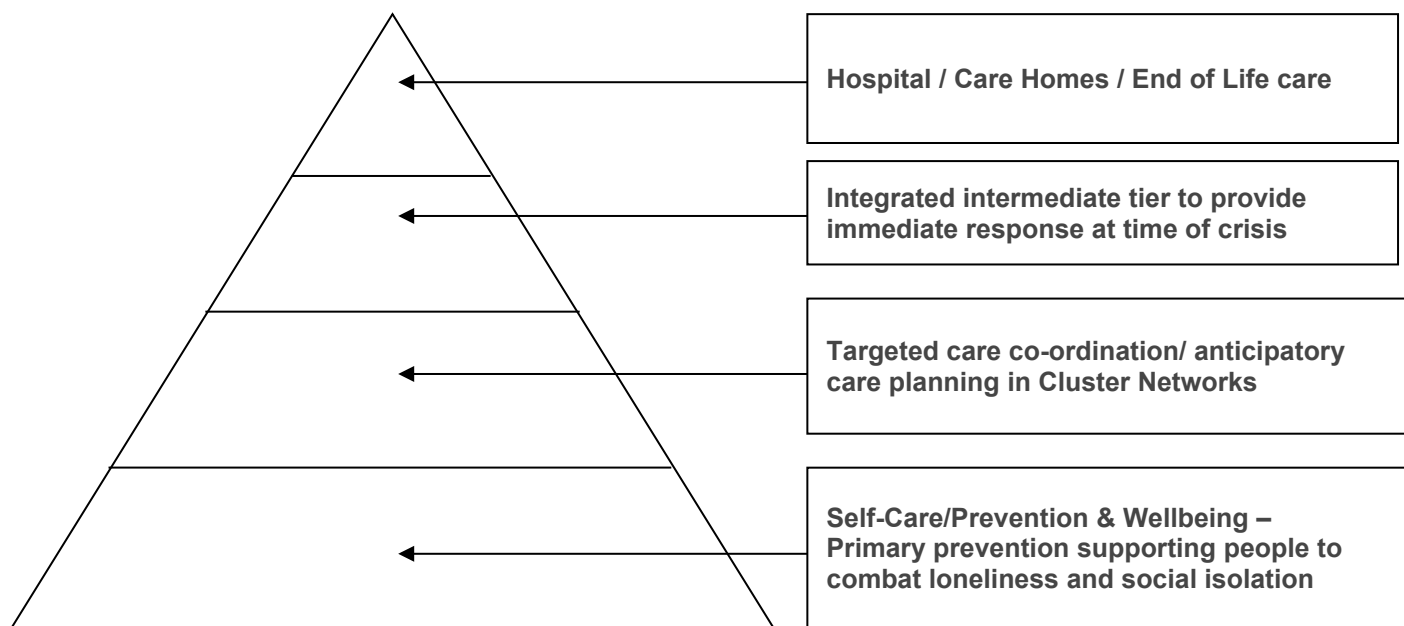 Hospital / Care Homes / End of Life care
Integrated intermediate tier to provide
immediate response at time of crisis
Targeted care co-ordination/ anticipatory
care planning in Cluster Networks
Self-Care/Prevention & Wellbeing –
Primary prevention supporting people to
combat loneliness and social isolation